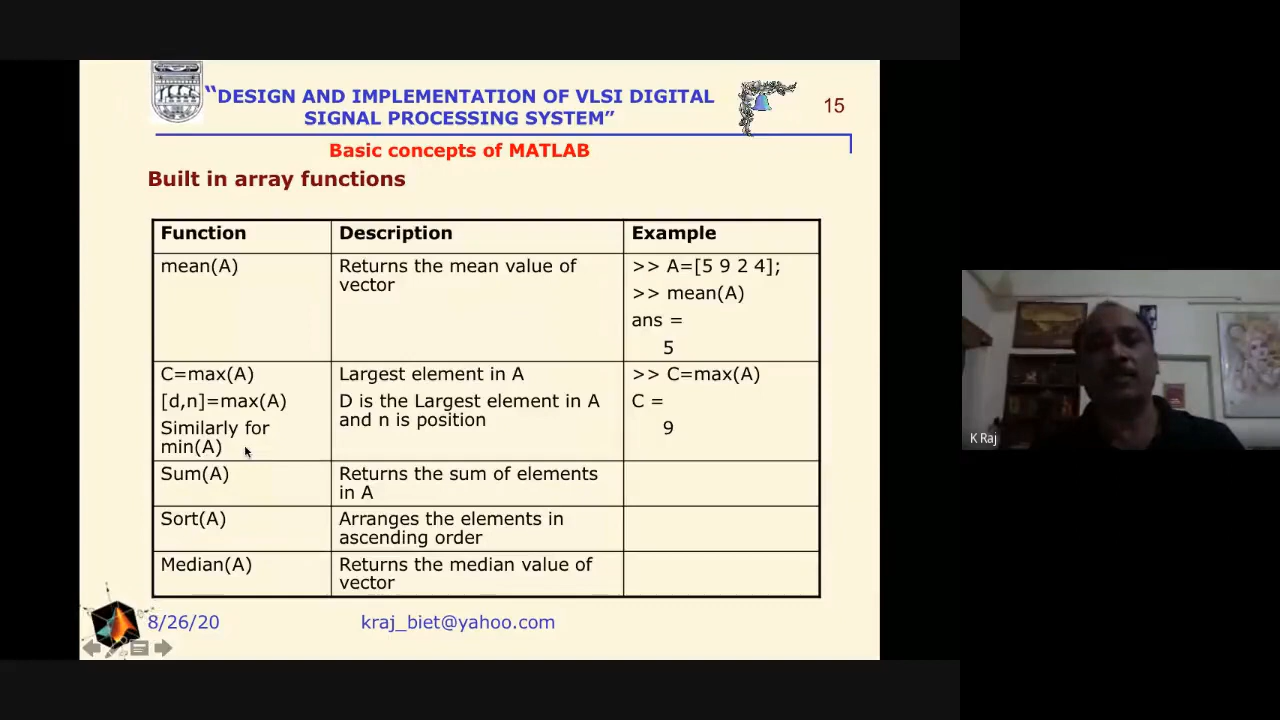 “DESIGN AND IMPLEMENTATION OF VLSI DIGITAL
SIGNAL PROCESSING SYSTEM”
15
Basic concepts of MATLAB
Built in array functions
Function Description Example
mean(A)
Returns the mean value of
vector
>> A=[5 9 2 4];
>> mean(A)
ans =
5
C=max(A)
[d,n]=max(A)
Similarly for
min(A)
Largest element in A
D is the Largest element in A
and n is position
>> C=max(A)
C =
9
Sum(A)
Returns the sum of elements
in A
Sort(A)
Arranges the elements in
ascending order
Median(A)
Returns the median value of
vector
8/26/20
kraj_biet@yahoo.com
K Raj